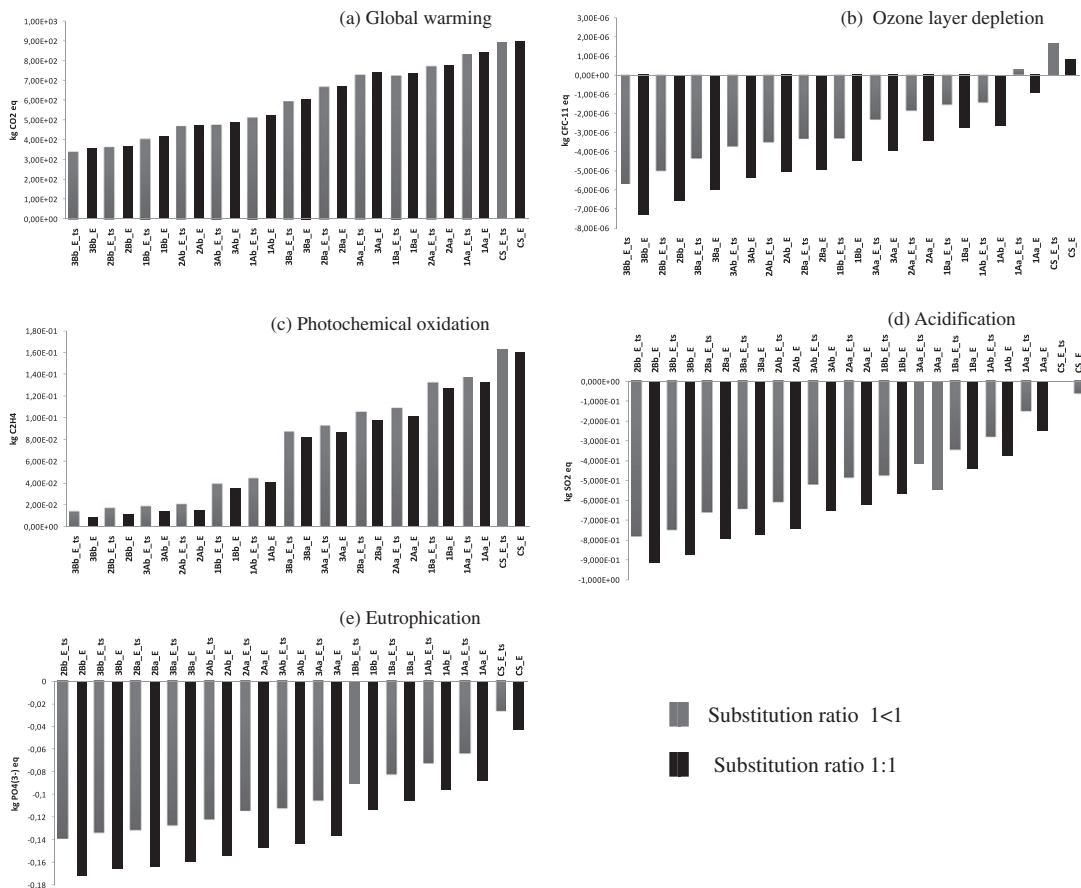 (a) Global warming
1,00E+03
9,00E+02
8,00E+02
7,00E+02
6,00E+02
5,00E+02
4,00E+02
3,00E+02
2,00E+02
1,00E+02
0,00E+00
kg CO2 eq
3Bb_E_ts
3Bb_E
2Bb_E_ts
2Bb_E
1Bb_E_ts
1Bb_E
2Ab_E_ts
2Ab_E
3Ab_E_ts
3Ab_E
1Ab_E_ts
1Ab_E
3Ba_E_ts
3Ba_E
2Ba_E_ts
2Ba_E
3Aa_E_ts
3Aa_E
1Ba_E_ts
1Ba_E
2Aa_E_ts
2Aa_E
1Aa_E_ts
1Aa_E
CS_E_ts
CS_E
(b) Ozone layer depletion
3,00E-06
2,00E-06
1,00E-06
0,00E+00
-1,00E-06
-2,00E-06
-3,00E-06
-4,00E-06
-5,00E-06
-6,00E-06
-7,00E-06
-8,00E-06
kg CFC-11 eq
3Bb_E_ts
3Bb_E
2Bb_E_ts
2Bb_E
3Ba_E_ts
3Ba_E
3Ab_E_ts
3Ab_E
2Ab_E_ts
2Ab_E
2Ba_E_ts
2Ba_E
1Bb_E_ts
1Bb_E
3Aa_E_ts
3Aa_E
2Aa_E_ts
2Aa_E
1Ba_E_ts
1Ba_E
1Ab_E_ts
1Ab_E
1Aa_E_ts
1Aa_E
CS_E_ts
CS_E
(c) Photochemical oxidation
1,80E-01
1,60E-01
1,40E-01
1,20E-01
1,00E-01
8,00E-02
6,00E-02
4,00E-02
2,00E-02
0,00E+00
kg C2H4
3Bb_E_ts
3Bb_E
2Bb_E_ts
2Bb_E
3Ab_E_ts
3Ab_E
2Ab_E_ts
2Ab_E
1Bb_E_ts
1Bb_E
1Ab_E_ts
1Ab_E
3Ba_E_ts
3Ba_E
3Aa_E_ts
3Aa_E
2Ba_E_ts
2Ba_E
2Aa_E_ts
2Aa_E
1Ba_E_ts
1Ba_E
1Aa_E_ts
1Aa_E
CS_E_ts
CS_E
(d) Acidification
2Bb_E_ts
2Bb_E
3Bb_E_ts
3Bb_E
2Ba_E_ts
2Ba_E
3Ba_E_ts
3Ba_E
2Ab_E_ts
2Ab_E
3Ab_E_ts
3Ab_E
2Aa_E_ts
2Aa_E
1Bb_E_ts
1Bb_E
3Aa_E_ts
3Aa_E
1Ba_E_ts
1Ba_E
1Ab_E_ts
1Ab_E
1Aa_E_ts
1Aa_E
CS_E_ts
CS_E
0,000E+00
-1,000E-01
-2,000E-01
-3,000E-01
-4,000E-01
-5,000E-01
-6,000E-01
-7,000E-01
-8,000E-01
-9,000E-01
-1,000E+00
kg SO2 eq
(e) Eutrophication
2Bb_E_ts
2Bb_E
3Bb_E_ts
3Bb_E
2Ba_E_ts
2Ba_E
3Ba_E_ts
3Ba_E
2Ab_E_ts
2Ab_E
2Aa_E_ts
2Aa_E
3Ab_E_ts
3Ab_E
3Aa_E_ts
3Aa_E
1Bb_E_ts
1Bb_E
1Ba_E_ts
1Ba_E
1Ab_E_ts
1Ab_E
1Aa_E_ts
1Aa_E
CS_E_ts
CS_E
0
-0,02
-0,04
-0,06
-0,08
-0,1
-0,12
-0,14
-0,16
-0,18
kg PO4(3-) eq
Substitution ratio 1<1
Substitution ratio 1:1